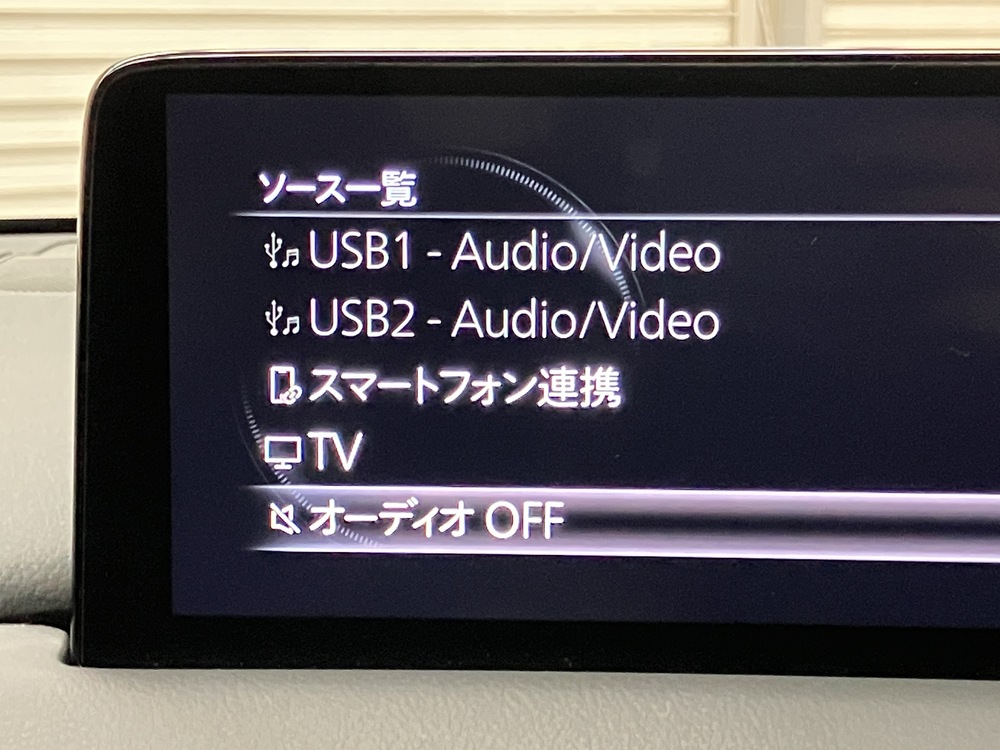 ソース一覧
USB1 - Audio/Video
USB2 - Audio/Video
スマートフォン連携
TV
オーディオ OFF